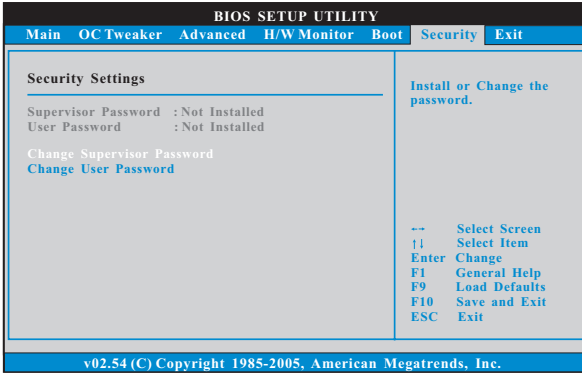 BIOS SETUP UTILITY
Main OC Tweaker Advanced H/W Monitor Boot Security Exit
Security Settings
Supervisor Password : Not Installed
User Password : Not Installed
Change Supervisor Password
Change User Password
Install or Change the
password.
←→ Select Screen
↑↓ Select Item
Enter Change
F1 General Help
F9 Load Defaults
F10 Save and Exit
ESC Exit
v02.54 (C) Copyright 1985-2005, American Megatrends, Inc.